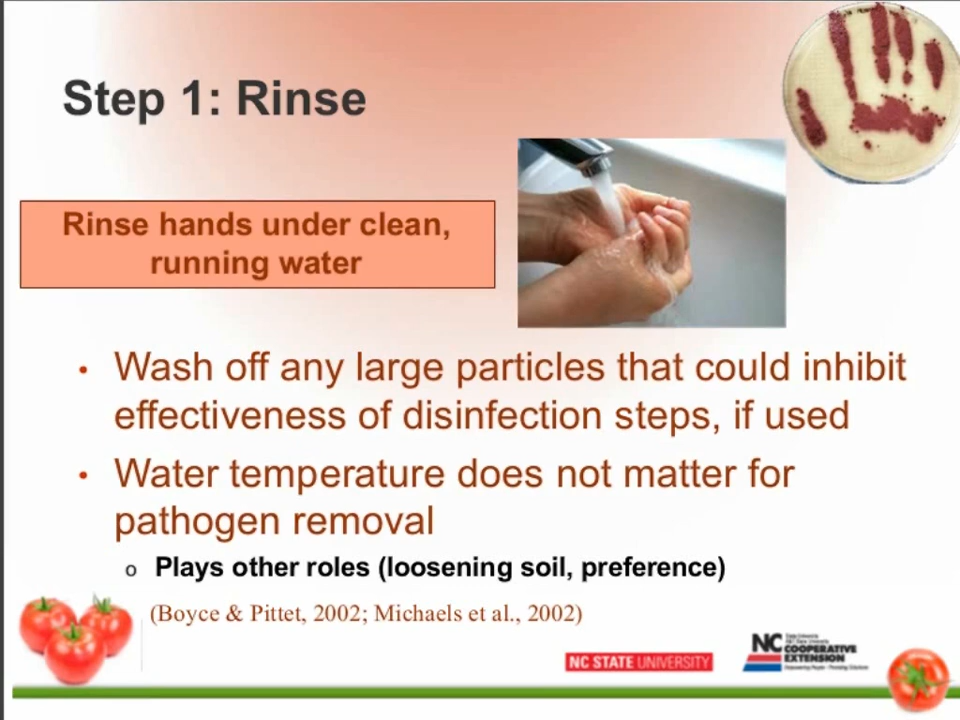 Step 1: Rinse
Rinse hands under clean,
running water
• Wash off any large particles that could inhibit
effectiveness of disinfection steps, if used
• Water temperature does not matter for
pathogen removal
o Plays other roles (loosening soil, preference)
(Boyce & Pittet, 2002; Michaels et al., 2002)
NC STATE UNIVERSITY
NC COOPERATIVE
EXTENSION